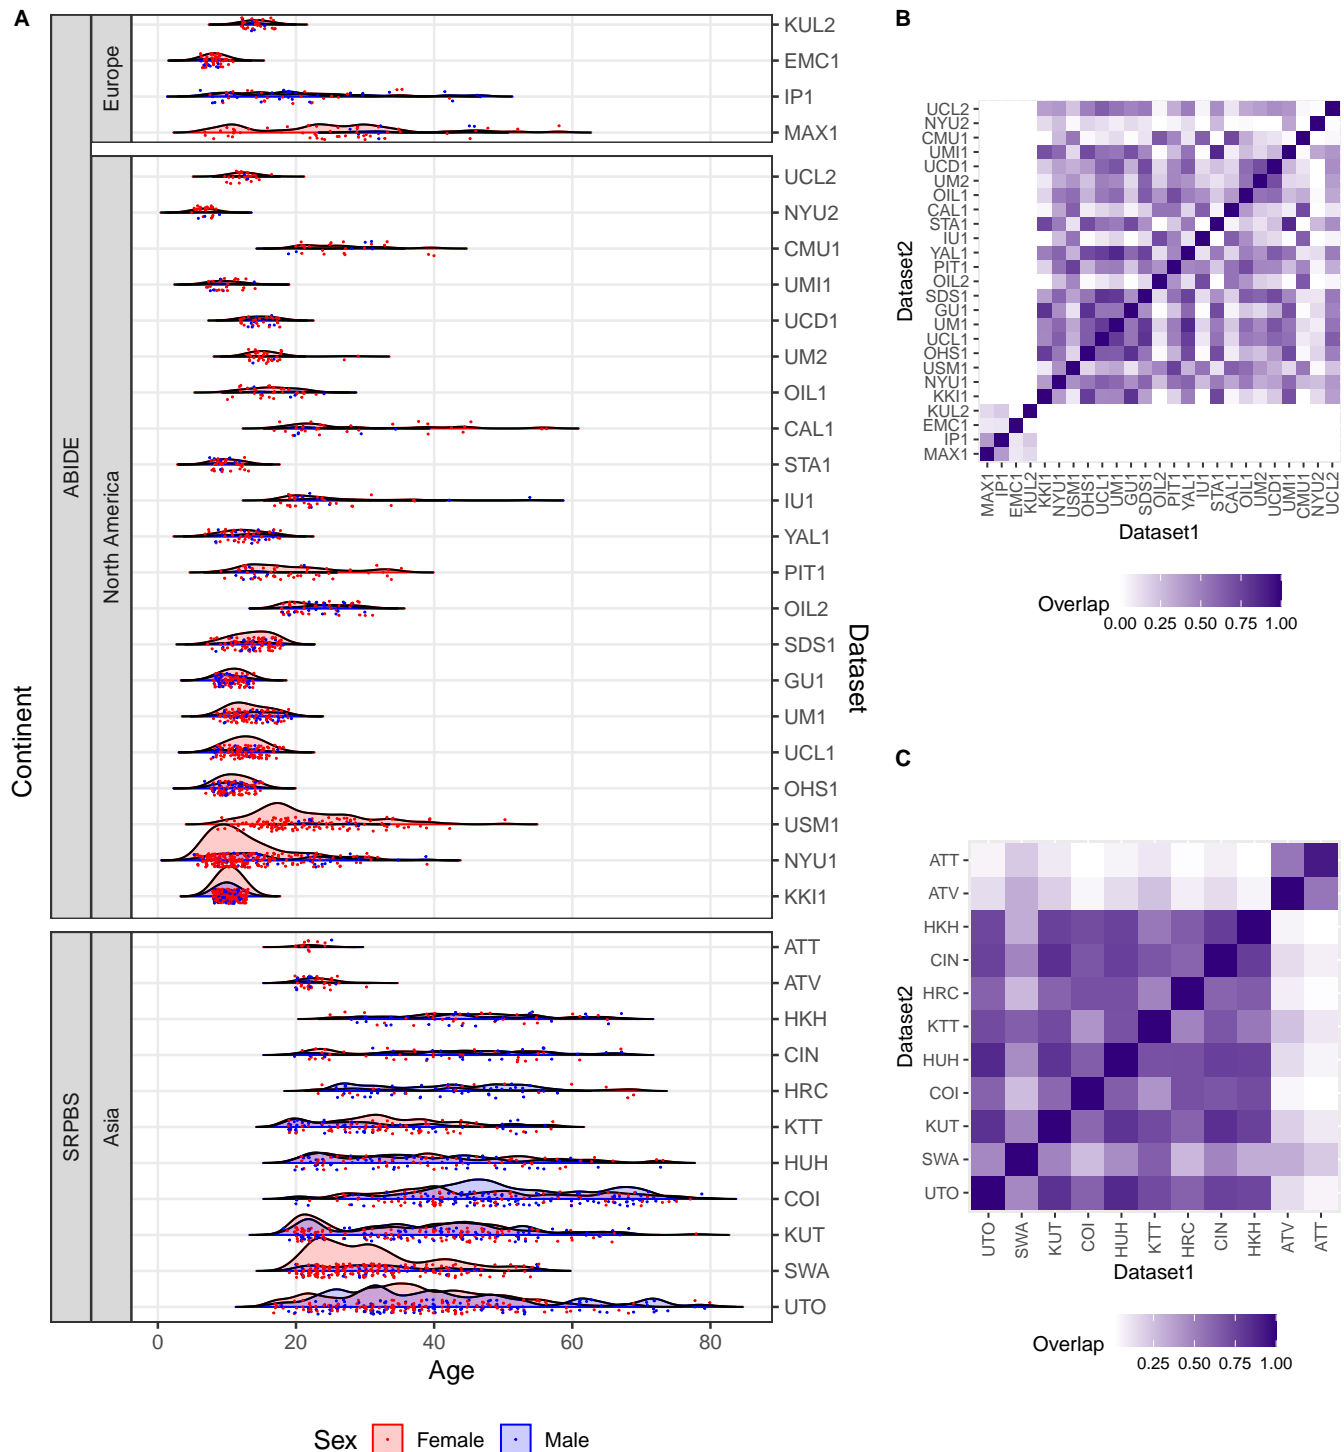 A
Continent
ABIDE
Europe
North America
SRPBS
Asia
KUL2
EMC1
IP1
MAX1
UCL2
NYU2
CMU1
UMI1
UCD1
UM2
OIL1
CAL1
STA1
IU1
YAL1
PIT1
OIL2
SDS1
GU1
UM1
UCL1
OHS1
USM1
NYU1
KKI1
ATT
ATV
HKH
CIN
HRC
KTT
HUH
COI
KUT
SWA
UTO
Dataset
0 20 40 60 80
Age
Sex Female Male
B
Dataset2
UCL2
NYU2
CMU1
UMI1
UCD1
UM2
OIL1
CAL1
STA1
IU1
YAL1
PIT1
OIL2
SDS1
GU1
UM1
UCL1
OHS1
USM1
NYU1
KKI1
KUL2
EMC1
IP1
MAX1
MAX1 IP1 EMC1 KUL2 KKI1 NYU1 USM1 OHS1 UCL1 UM1 GU1 SDS1 OIL2 PIT1 YAL1 IU1 STA1 CAL1 OIL1 UM2 UCD1 UMI1 CMU1 NYU2 UCL2
Dataset1
Overlap
0.00 0.25 0.50 0.75 1.00
C
Dataset2
ATT
ATV
HKH
CIN
HRC
KTT
HUH
COI
KUT
SWA
UTO
UTO SWA KUT COI HUH KTT HRC CIN HKH ATV ATT
Dataset1
Overlap
0.25 0.50 0.75 1.00